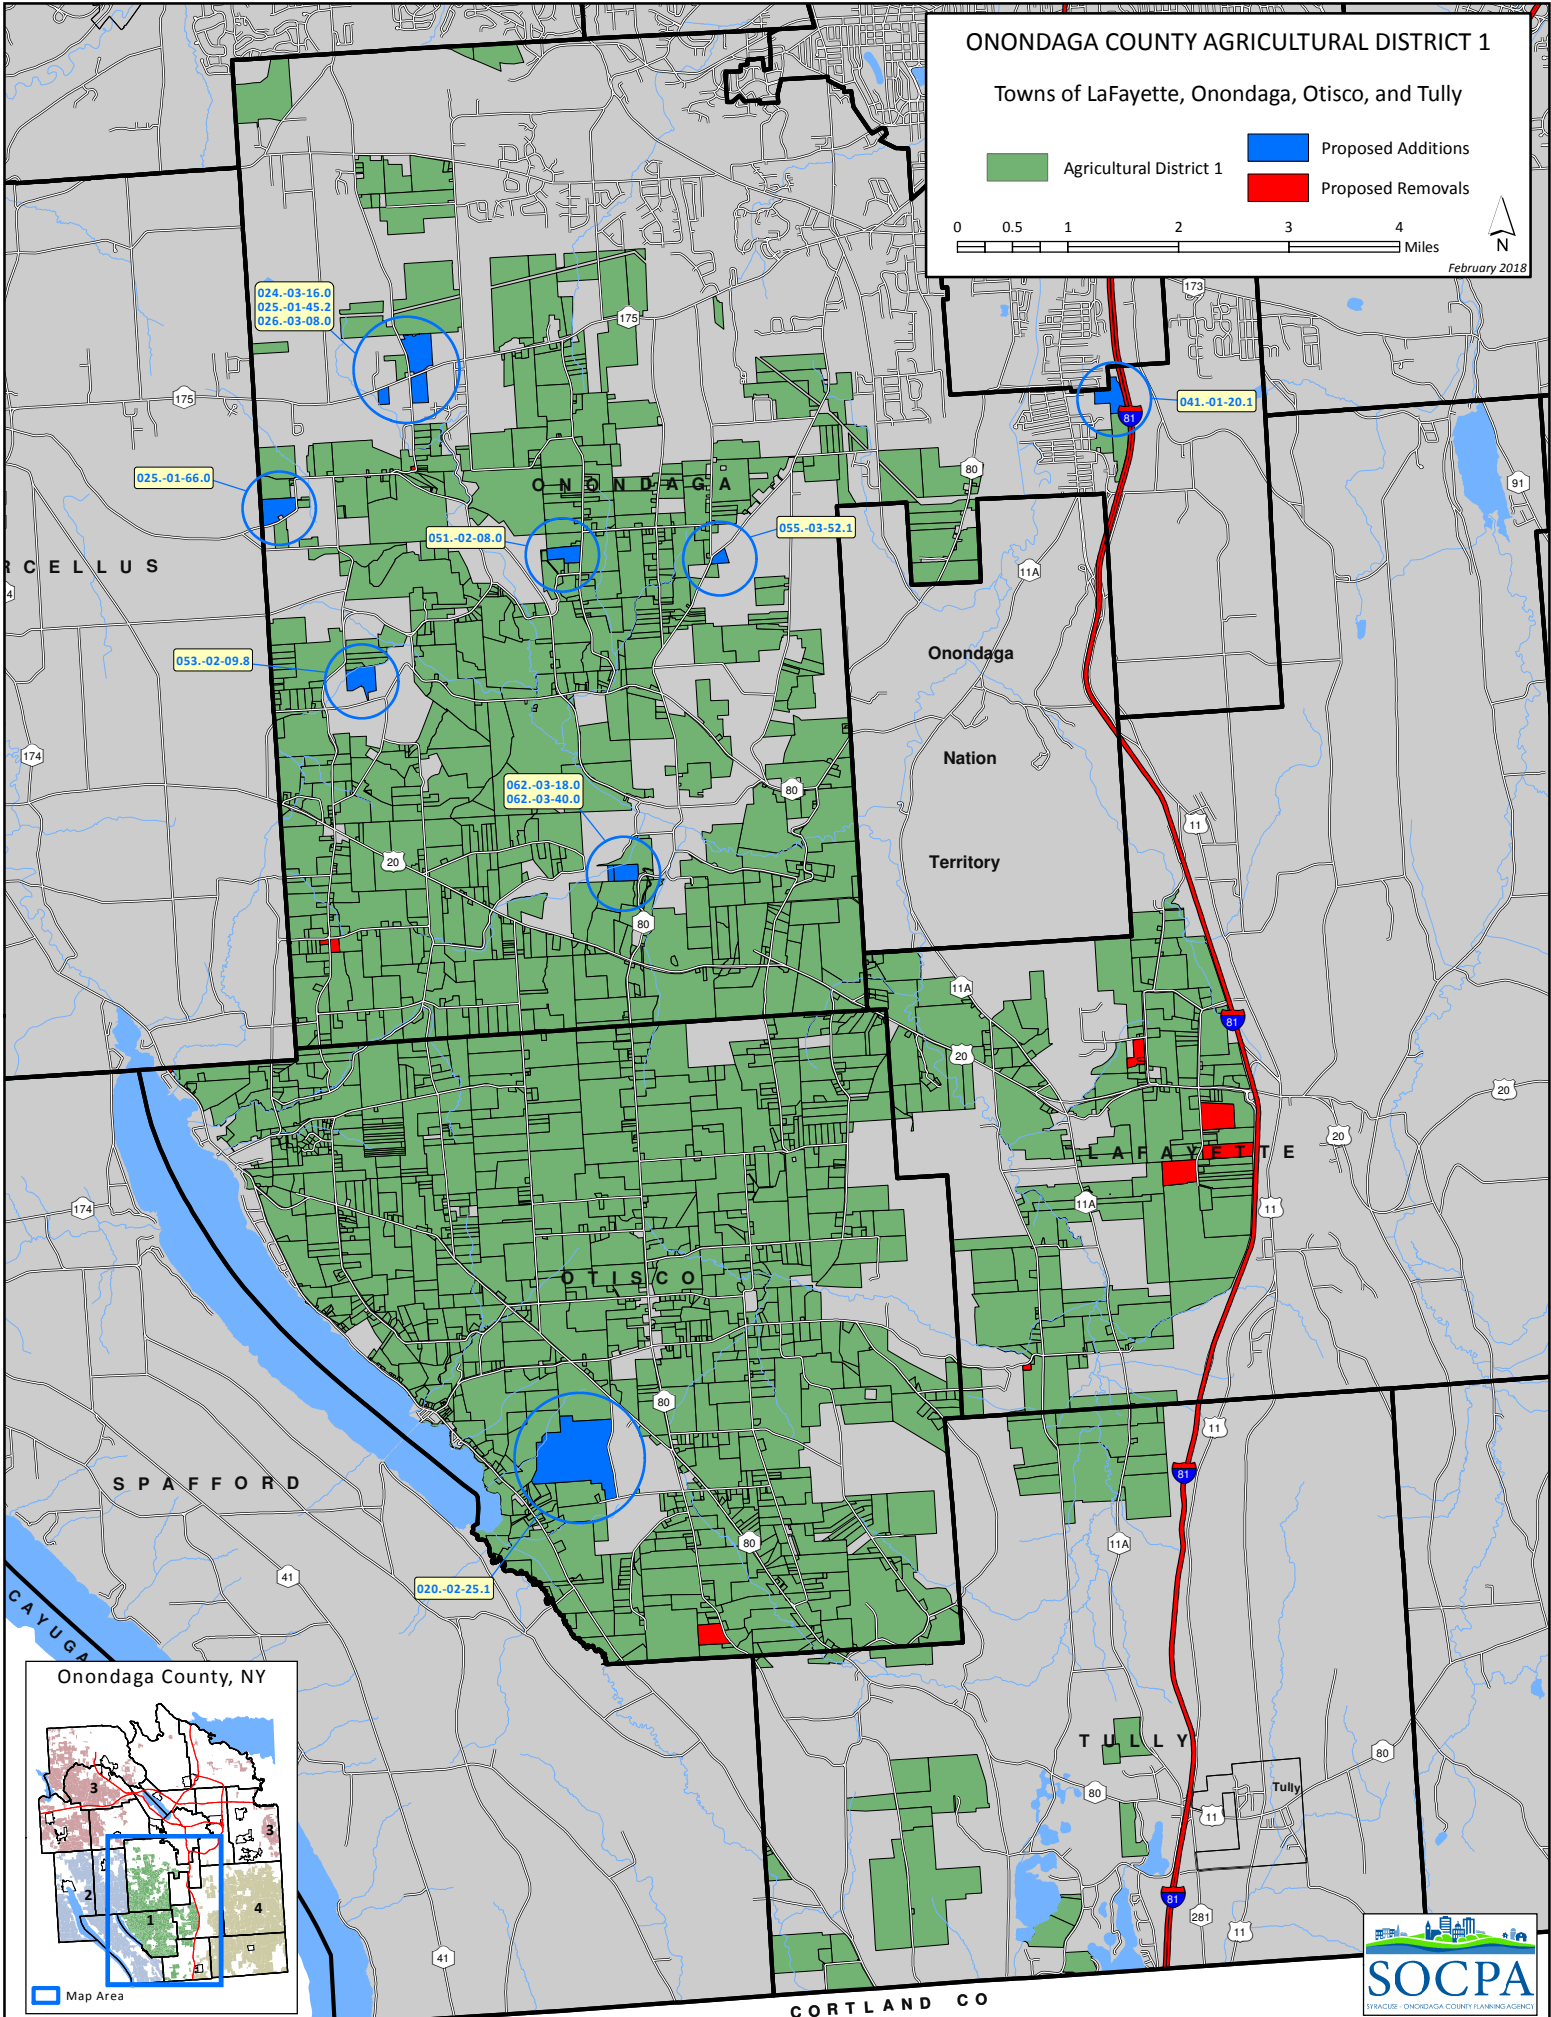 ONONDAGA COUNTY AGRICULTURAL DISTRICT 1
Towns of LaFayette, Onondaga, Otisco, and Tully
Agricultural District 1
Proposed Additions
Proposed Removals
0 0.5 1 2 3 4
Miles
N
February 2018
173
024.-03-16.0
025.-01-45.2
026.-03-08.0
175
175
041.-01-20.1
81
025.-01-66.0
80
91
ONONDAGA
051.-02-08.0
055.-03-52.1
RCELLUS
11A
4
053.-02-09.8
Onondaga
Nation
Territory
174
062.-03-18.0
062.-03-40.0
80
11
20
80
11A
81
20
20
20
LAFAYETTE
174
11A
11
OTISCO
80
11
81
SPAFFORD
80
11A
41
020.-02-25.1
CAYUGA
Onondaga County, NY
3
3
2
1
4
Map Area
TULLY
80
80
Tully
11
81
281
11
41
CORTLAND CO
SOCPA
SYRACUSE - ONONDAGA COUNTY PLANNING AGENCY